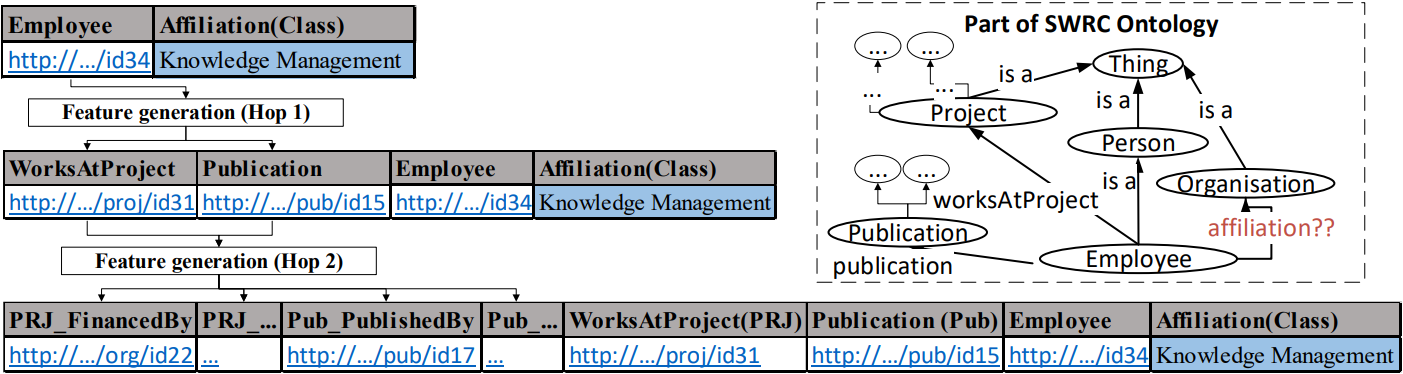 Employee Affiliation(Class)
http://.../id34 Knowledge Management
Feature generation (Hop 1)
WorksAtProject Publication Employee Affiliation(Class)
http://.../proj/id31 http://.../pub/id15 http://.../id34 Knowledge Management
Feature generation (Hop 2)
PRJ_FinancedBy PRJ_... Pub_PublishedBy Pub_... WorksAtProject(PRJ) Publication (Pub) Employee Affiliation(Class)
http://.../org/id22 ... http://.../pub/id17 ... http://.../proj/id31 http://.../pub/id15 http://.../id34 Knowledge Management
Part of SWRC Ontology
... ...
Thing
... ...
is a
Project
is a
is a
Person
... ...
is a
Organisation
worksAtProject
affiliation??
Publication
Employee
publication